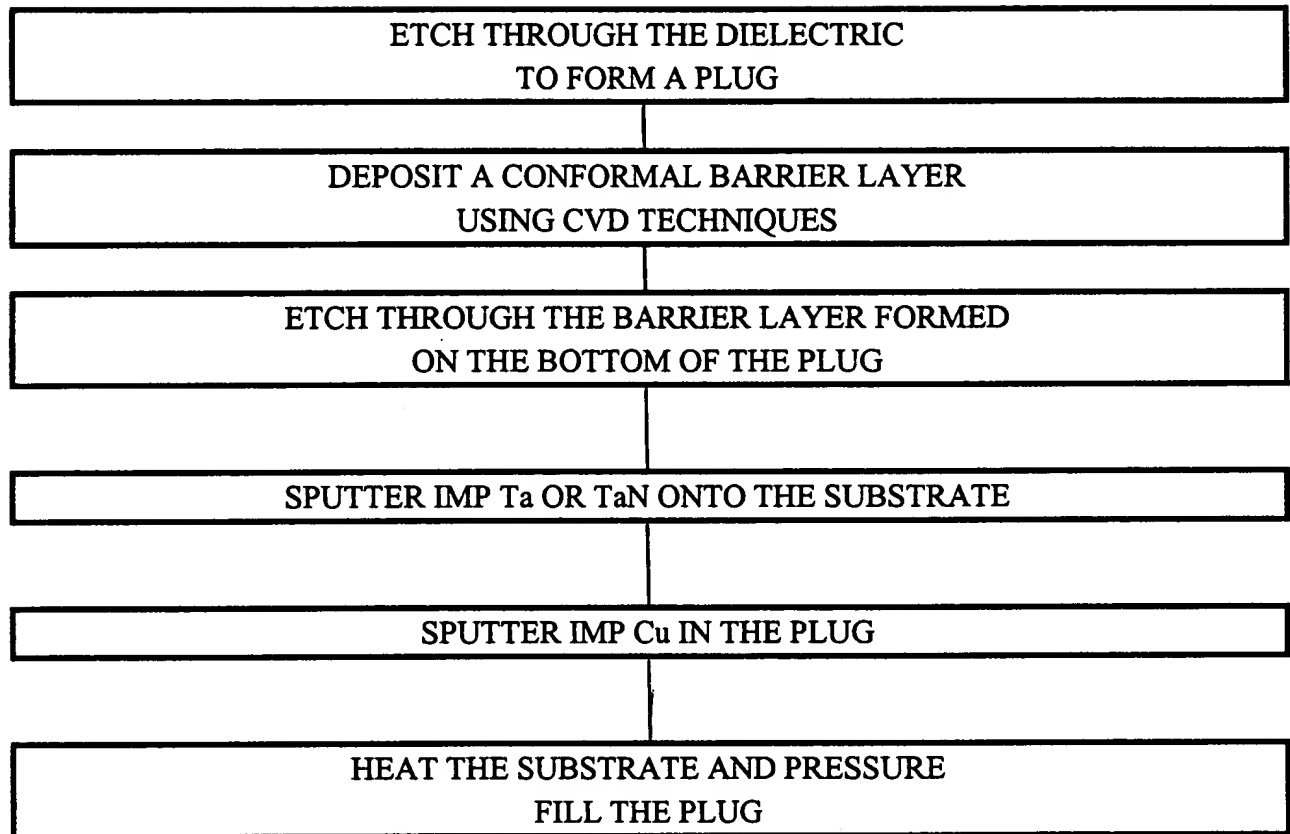 ETCH THROUGH THE DIELECTRIC
TO FORM A PLUG
DEPOSIT A CONFORMAL BARRIER LAYER
USING CVD TECHNIQUES
ETCH THROUGH THE BARRIER LAYER FORMED
ON THE BOTTOM OF THE PLUG
SPUTTER IMP Ta OR TaN ONTO THE SUBSTRATE
SPUTTER IMP Cu IN THE PLUG
HEAT THE SUBSTRATE AND PRESSURE
FILL THE PLUG